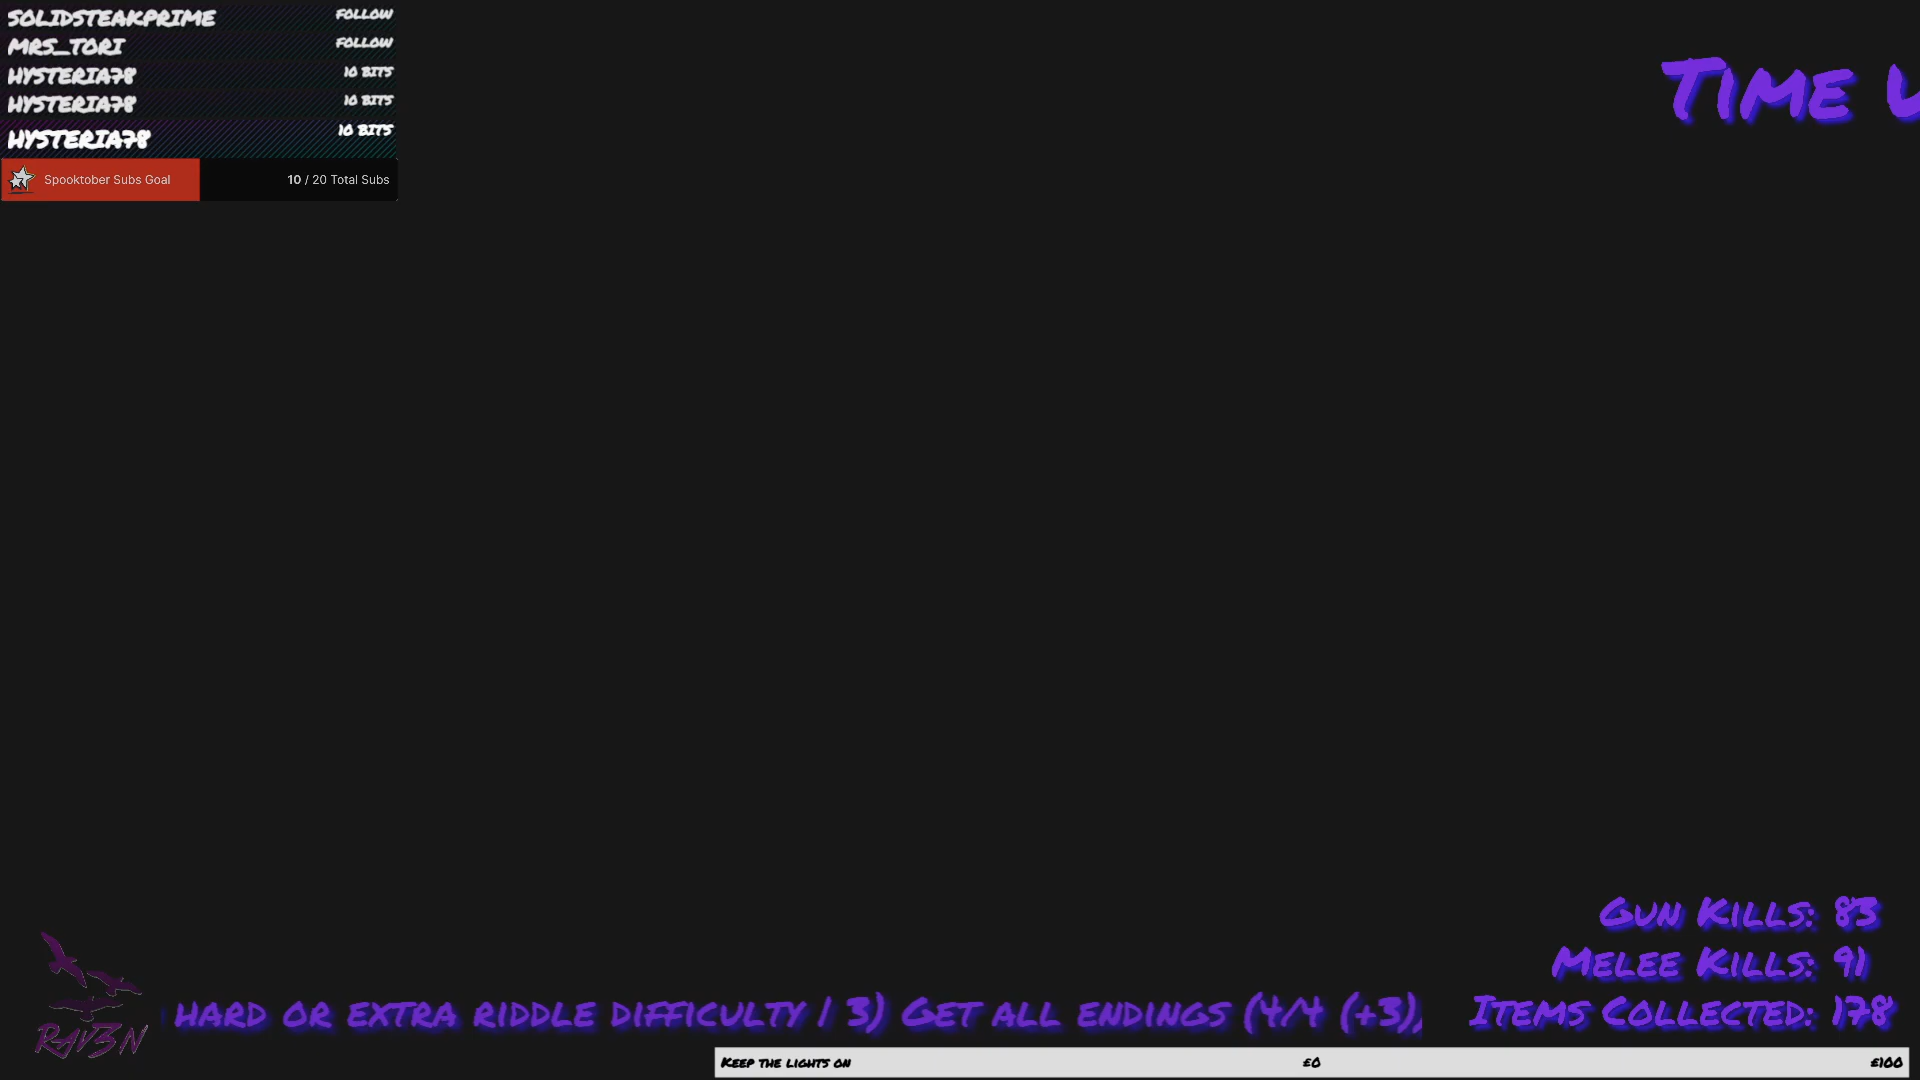 SOLIDSTEAKPRIME FOLLOW
MRS_TORI FOLLOW
HYSTERIA78 10 BITS
HYSTERIA78 10 BITS
HYSTERIA78 10 BITS
Spooktober Subs Goal 10 / 20 Total Subs
TIME U
GUN KILLS: 83
MELEE KILLS: 91
HARD OR EXTRA RIDDLE DIFFICULTY / 3) GET ALL ENDINGS (4/4 (+3),
ITEMS COLLECTED: 178
RAV3N
KEEP THE LIGHTS ON £0 £100